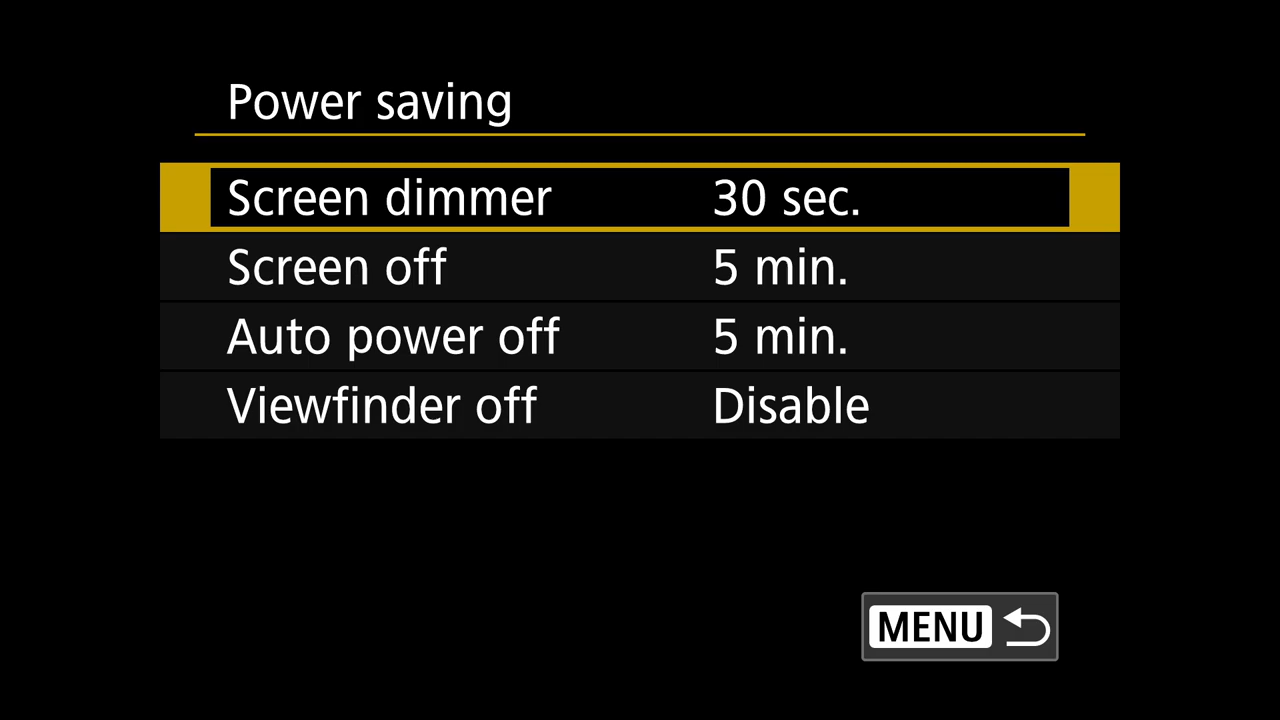 Power saving
Screen dimmer 30 sec.
Screen off 5 min.
Auto power off 5 min.
Viewfinder off Disable
MENU